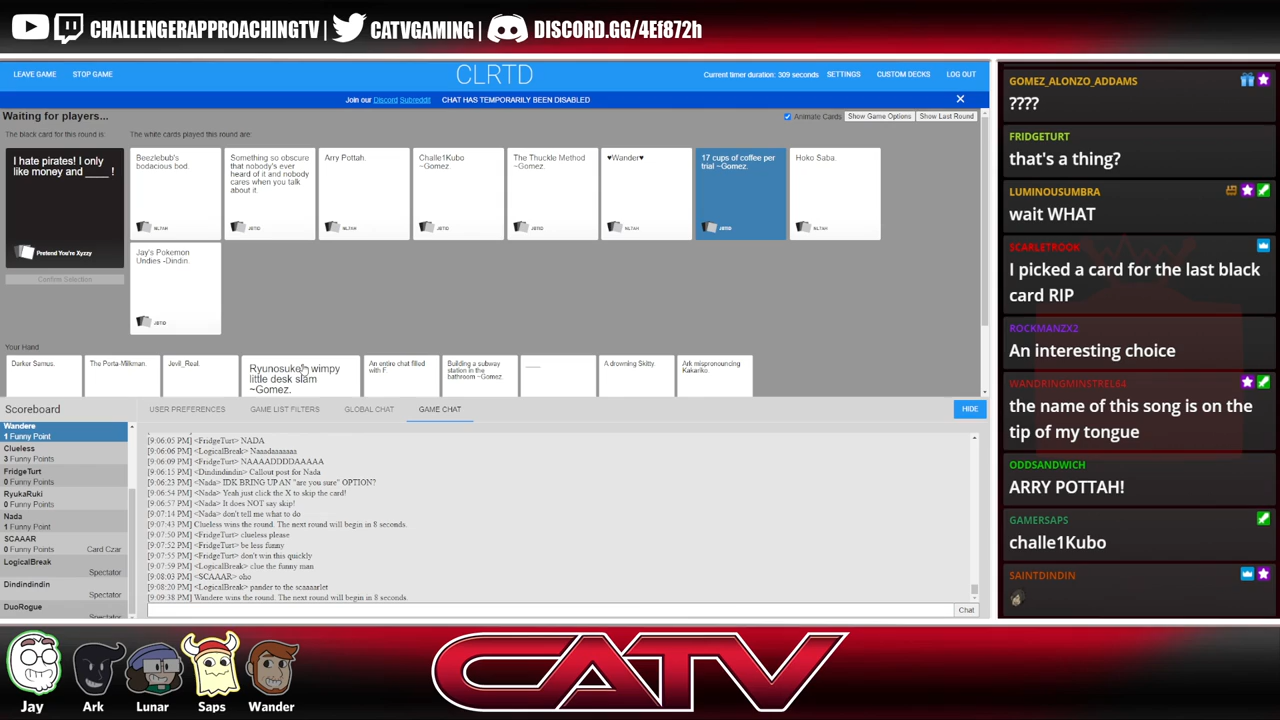 CHALLENGERAPPROACHINGTV | CATVGAMING | DISCORD.GG/4Ef872h
LEAVE GAME STOP GAME CLRTD Current timer duration: 309 seconds SETTINGS CUSTOM DECKS LOG OUT
Join our Discord Subreddit CHAT HAS TEMPORARILY BEEN DISABLED
Waiting for players...
Animate Cards Show Game Options Show Last Round
The black card for this round is:
I hate pirates! I only
like money and ____ !
Pretend You're Xyzzy
Confirm Selection
The white cards played this round are:
Beezlebub's
bodacious bod.
NLTAH
Something so obscure
that nobody's ever
heard of it and nobody
cares when you talk
about it.
JBTID
Arry Pottah.
NLTAH
Challe1Kubo
~Gomez.
JBTID
The Thuckle Method
~Gomez.
JBTID
♥Wander♥
NLTAH
17 cups of coffee per
trial ~Gomez.
JBTID
Hoko Saba.
NLTAH
Jay's Pokemon
Undies -Dindin.
JBTID
Your Hand
Darker Samus.
The Porta-Milkman.
Jevil_Real.
Ryunosuke's wimpy
little desk slam
~Gomez.
An entire chat filled
with F.
Building a subway
station in the
bathroom ~Gomez.
____
A drowning Skitty.
Ark mispronouncing
Kakariko.
Scoreboard
Wandere
1 Funny Point
Clueless
3 Funny Points
FridgeTurt
0 Funny Points
RyukaRuki
0 Funny Points
Nada
1 Funny Point
SCAAAR
0 Funny Points Card Czar
LogicalBreak
Spectator
Dindindindin
Spectator
DuoRogue
Spectator
USER PREFERENCES GAME LIST FILTERS GLOBAL CHAT GAME CHAT HIDE
[9:06:05 PM] <FridgeTurt> NADA
[9:06:06 PM] <LogicalBreak> Naadaaaaaaa
[9:06:09 PM] <FridgeTurt> NAAAADDDDAAAAA
[9:06:15 PM] <Dindindindin> Callout post for Nada
[9:06:23 PM] <Nada> IDK BRING UP AN "are you sure" OPTION?
[9:06:54 PM] <Nada> Yeah just click the X to skip the card!
[9:06:57 PM] <Nada> It does NOT say skip!
[9:07:14 PM] <Nada> don't tell me what to do
[9:07:43 PM] Clueless wins the round. The next round will begin in 8 seconds.
[9:07:50 PM] <FridgeTurt> clueless please
[9:07:52 PM] <FridgeTurt> be less funny
[9:07:55 PM] <FridgeTurt> don't win this quickly
[9:07:59 PM] <LogicalBreak> clue the funny man
[9:08:03 PM] <SCAAAR> oho
[9:08:20 PM] <LogicalBreak> pander to the scaaaarlet
[9:09:38 PM] Wandere wins the round. The next round will begin in 8 seconds.
Chat
GOMEZ_ALONZO_ADDAMS
????
FRIDGETURT
that's a thing?
LUMINOUSUMBRA
wait WHAT
SCARLETROOK
I picked a card for the last black
card RIP
ROCKMANZX2
An interesting choice
WANDRINGMINSTREL64
the name of this song is on the
tip of my tongue
ODDSANDWICH
ARRY POTTAH!
GAMERSAPS
challe1Kubo
SAINTDINDIN
Jay Ark Lunar Saps Wander
CATV